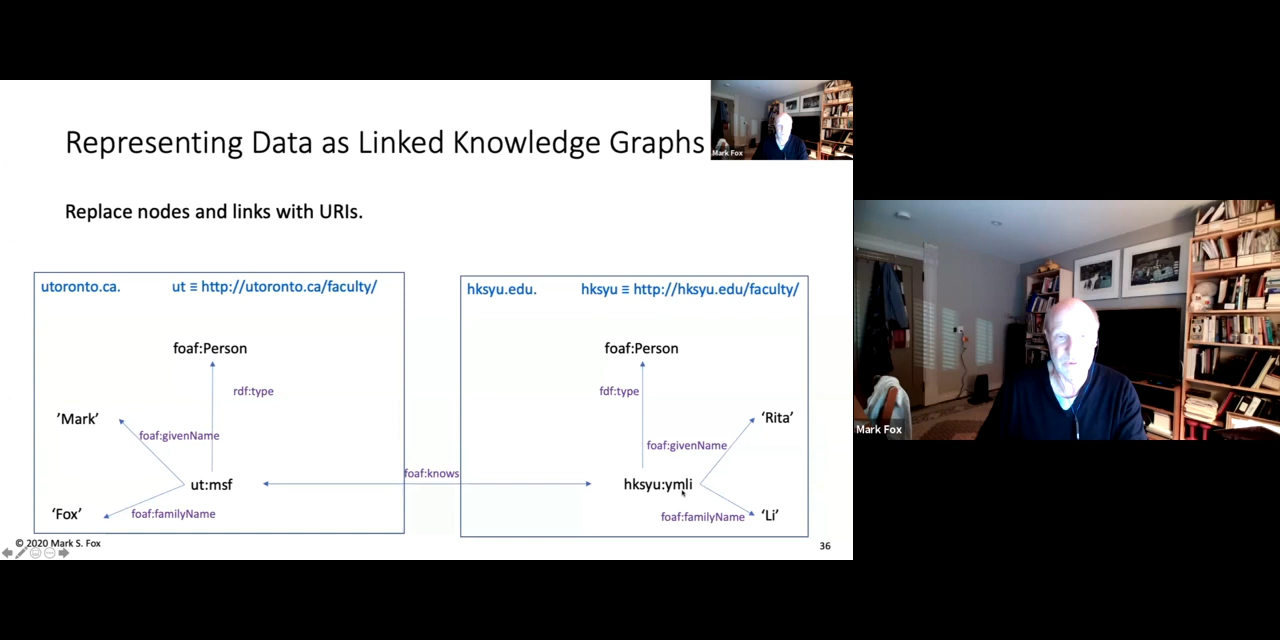 Representing Data as Linked Knowledge Graphs
Mark Fox
Replace nodes and links with URIs.
utoronto.ca. ut ≡ http://utoronto.ca/faculty/
foaf:Person
rdf:type
’Mark’
foaf:givenName
ut:msf
‘Fox’
foaf:familyName
foaf:knows
hksyu.edu. hksyu ≡ http://hksyu.edu/faculty/
foaf:Person
fdf:type
‘Rita’
foaf:givenName
hksyu:ymli
foaf:familyName
‘Li’
© 2020 Mark S. Fox
36
Mark Fox